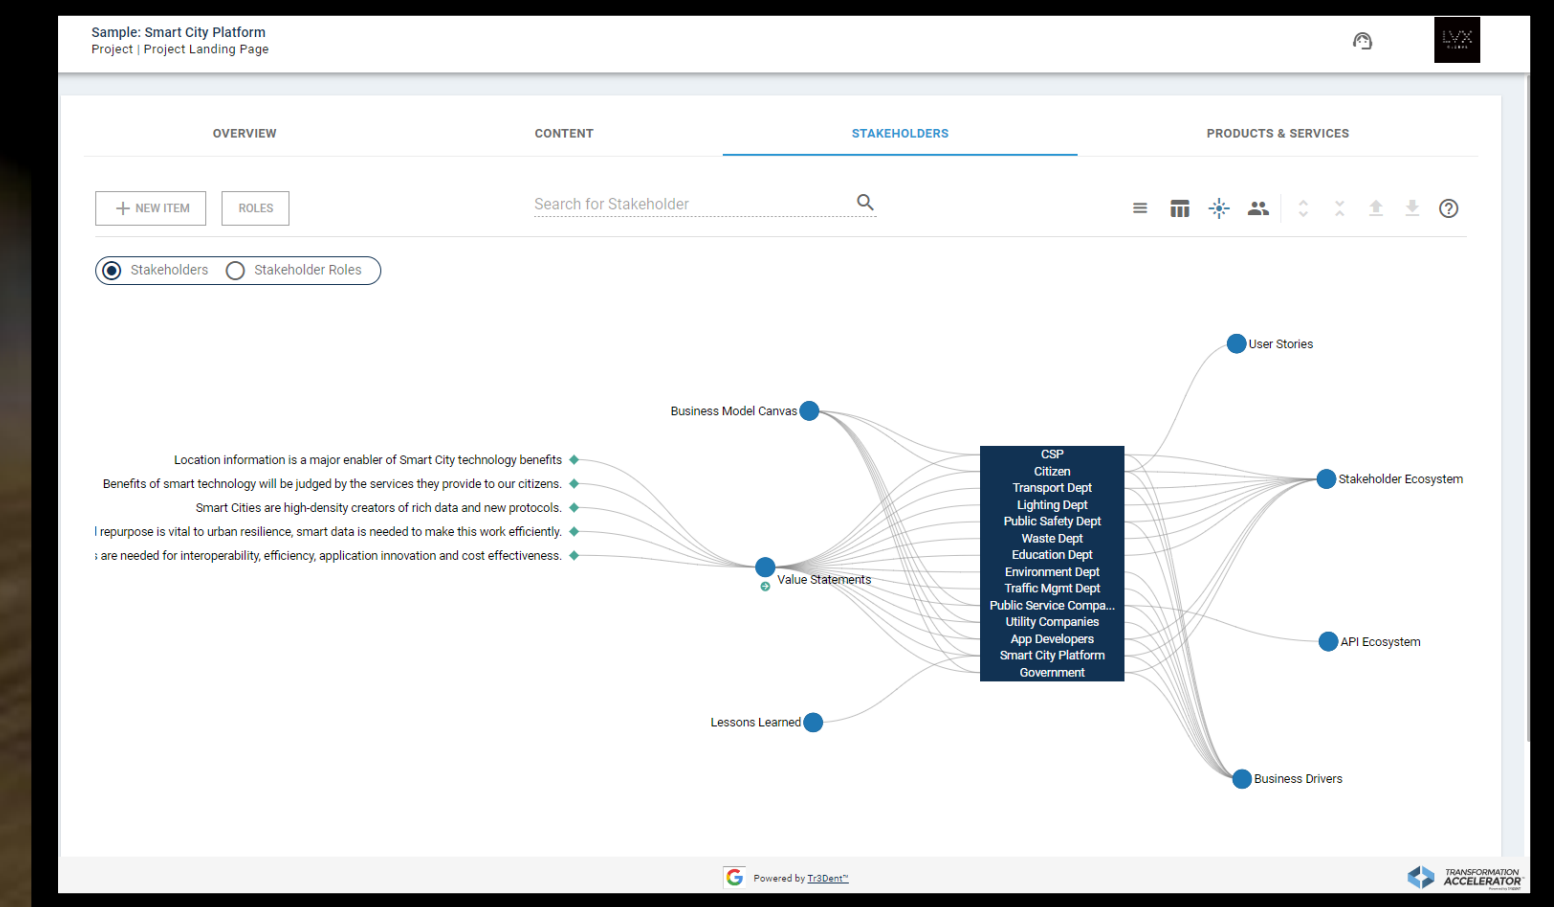 Sample: Smart City Platform
Project | Project Landing Page
LVX
OVERVIEW
CONTENT
STAKEHOLDERS
PRODUCTS & SERVICES
NEW ITEM
ROLES
Search for Stakeholder
Stakeholders
Stakeholder Roles
User Stories
Business Model Canvas
Location information is a major enabler of Smart City technology benefits
Benefits of smart technology will be judged by the services they provide to our citizens.
Smart Cities are high-density creators of rich data and new protocols.
repurpose is vital to urban resilience, smart data is needed to make this work efficiently.
are needed for interoperability, efficiency, application innovation and cost effectiveness.
Value Statements
CSP
Citizen
Transport Dept
Lighting Dept
Public Safety Dept
Waste Dept
Education Dept
Environment Dept
Traffic Mgmt Dept
Public Service Compa...
Utility Companies
App Developers
Smart City Platform
Government
Stakeholder Ecosystem
API Ecosystem
Lessons Learned
Business Drivers
Powered by Tr3Dent™
TRANSFORMATION
ACCELERATOR